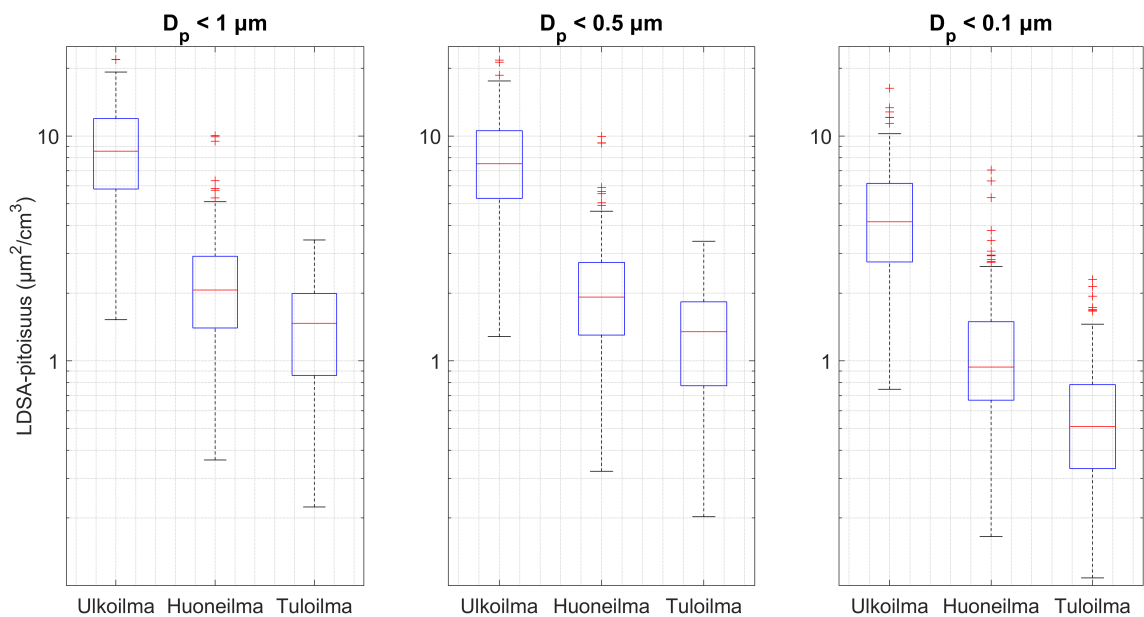 D_p < 1 µm
D_p < 0.5 µm
D_p < 0.1 µm
LDSA-pitoisuus (µm²/cm³)
10
1
Ulkoilma Huoneilma Tuloilma
10
1
Ulkoilma Huoneilma Tuloilma
10
1
Ulkoilma Huoneilma Tuloilma